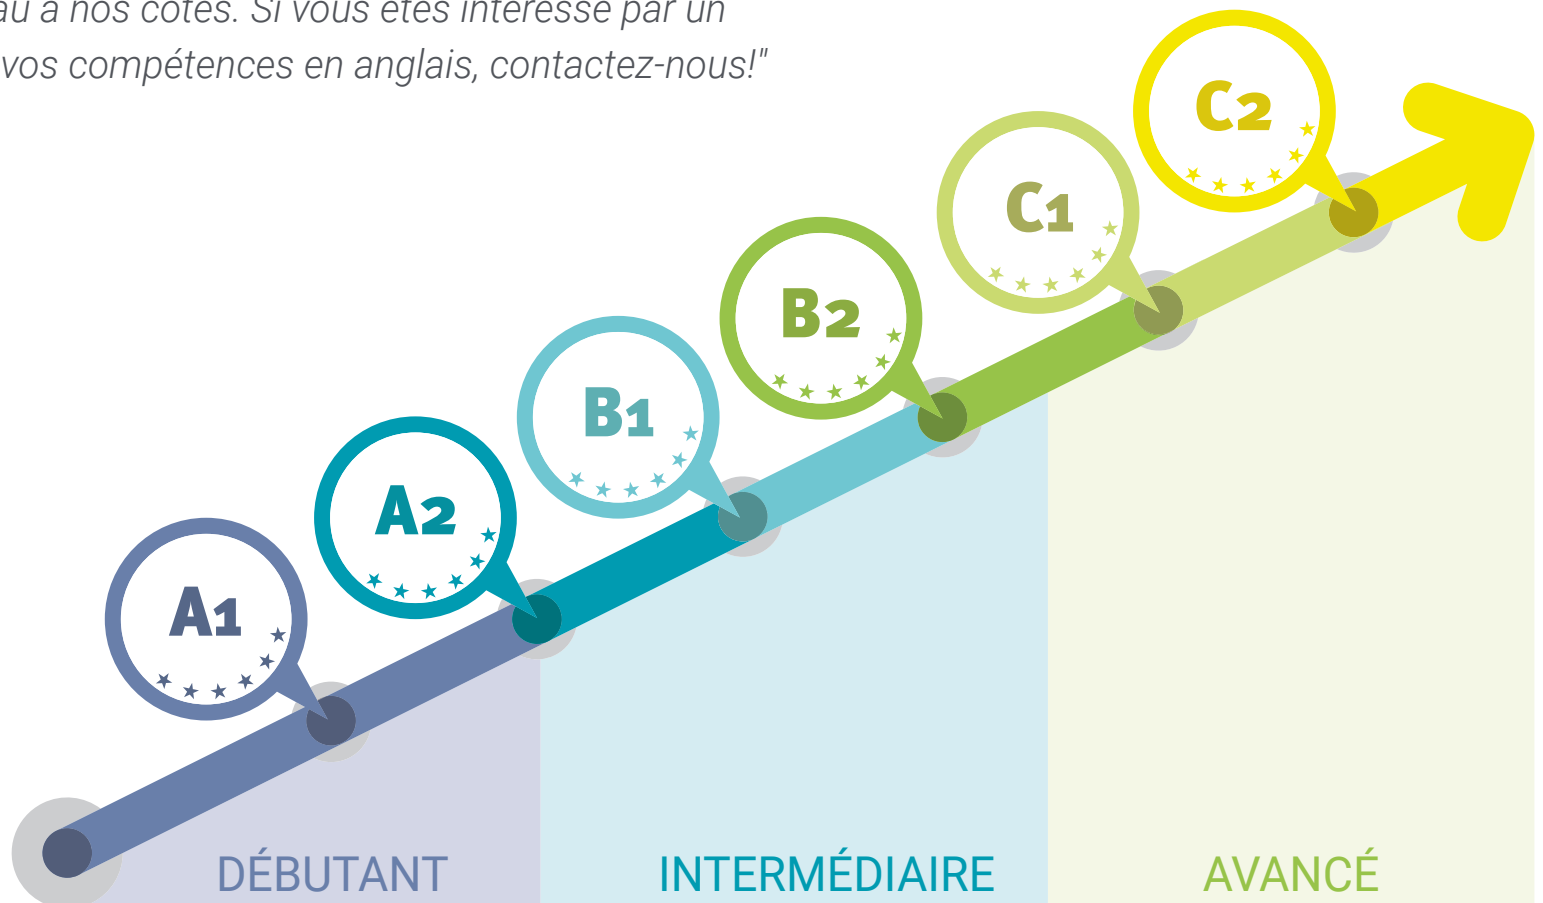 au à nos côtés. Si vous êtes intéressé par un
vos compétences en anglais, contactez-nous!"
C2
C1
B2
B1
A2
A1
DÉBUTANT INTERMÉDIAIRE AVANCÉ